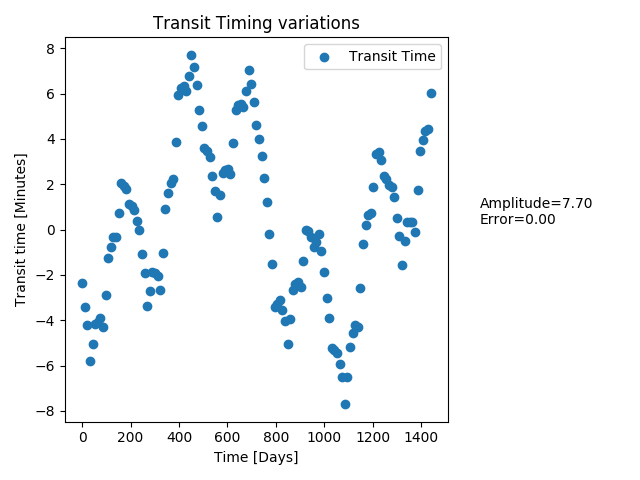 Transit Timing variations
Transit Time
8
6
4
2
0
−2
−4
−6
−8
Transit time [Minutes]
Amplitude=7.70
Error=0.00
0 200 400 600 800 1000 1200 1400
Time [Days]